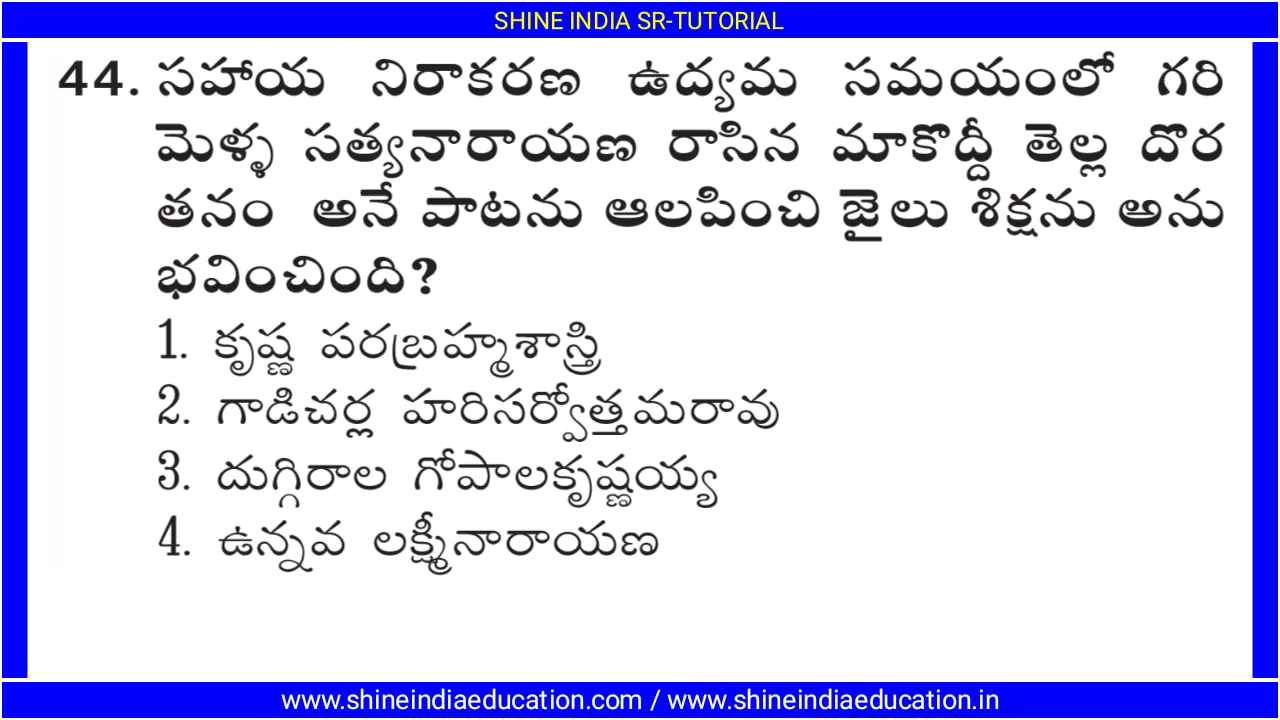 SHINE INDIA SR-TUTORIAL
44. సహాయ నిరాకరణ ఉద్యమ సమయంలో గరి
మెళ్ళ సత్యనారాయణ రాసిన మాకొద్దీ తెల్ల దొర
తనం అనే పాటను ఆలపించి జైలు శిక్షను అను
భవించింది?
1. కృష్ణ పరబ్రహ్మశాస్త్రి
2. గాడిచర్ల హరిసర్వోత్తమరావు
3. దుగ్గిరాల గోపాలకృష్ణయ్య
4. ఉన్నవ లక్ష్మీనారాయణ
www.shineindiaeducation.com / www.shineindiaeducation.in